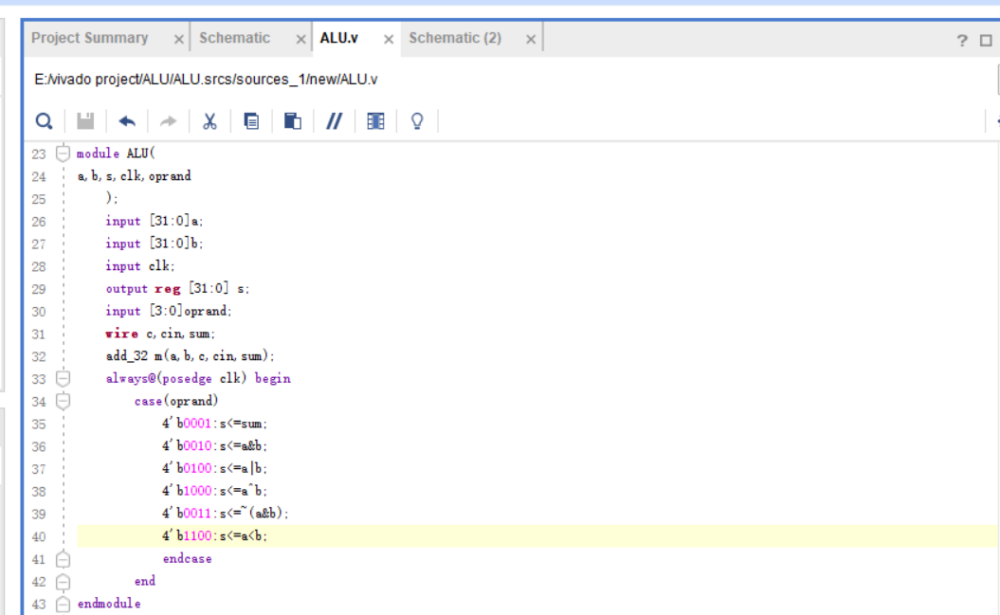 Project Summary × Schematic × ALU.v × Schematic (2) × ? □
E:/vivado project/ALU/ALU.srcs/sources_1/new/ALU.v
23 module ALU(
24 a,b,s,clk,oprand
25 );
26 input [31:0]a;
27 input [31:0]b;
28 input clk;
29 output reg [31:0] s;
30 input [3:0]oprand;
31 wire c,cin,sum;
32 add_32 m(a,b,c,cin,sum);
33 always@(posedge clk) begin
34 case(oprand)
35 4'b0001:s<=sum;
36 4'b0010:s<=a&b;
37 4'b0100:s<=a|b;
38 4'b1000:s<=a^b;
39 4'b0011:s<=~(a&b);
40 4'b1100:s<=a<b;
41 endcase
42 end
43 endmodule